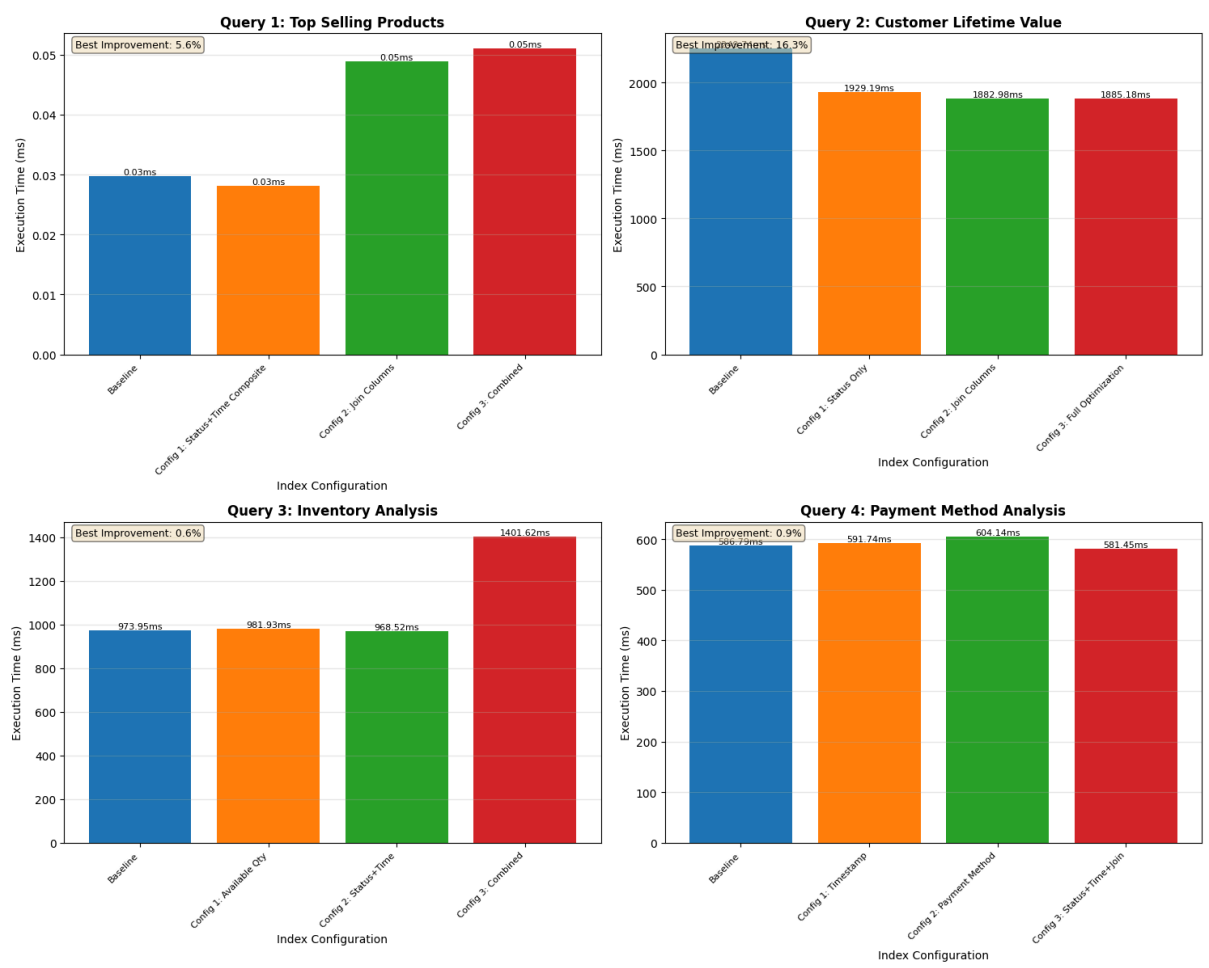 Query 1: Top Selling Products
Best Improvement: 5.6%
0.03ms
0.03ms
0.05ms
0.05ms
Execution Time (ms)
0.05
0.04
0.03
0.02
0.01
0.00
Baseline
Config 1: Status+Time Composite
Config 2: Join Columns
Config 3: Combined
Index Configuration
Query 2: Customer Lifetime Value
Best Improvement: 16.3%
1929.19ms
1882.98ms
1885.18ms
Execution Time (ms)
2000
1500
1000
500
0
Baseline
Config 1: Status Only
Config 2: Join Columns
Config 3: Full Optimization
Index Configuration
Query 3: Inventory Analysis
Best Improvement: 0.6%
973.95ms
981.93ms
968.52ms
1401.62ms
Execution Time (ms)
1400
1200
1000
800
600
400
200
0
Baseline
Config 1: Available Qty
Config 2: Status+Time
Config 3: Combined
Index Configuration
Query 4: Payment Method Analysis
Best Improvement: 0.9%
586.79ms
591.74ms
604.14ms
581.45ms
Execution Time (ms)
600
500
400
300
200
100
0
Baseline
Config 1: Timestamp
Config 2: Payment Method
Config 3: Status+Time+Join
Index Configuration